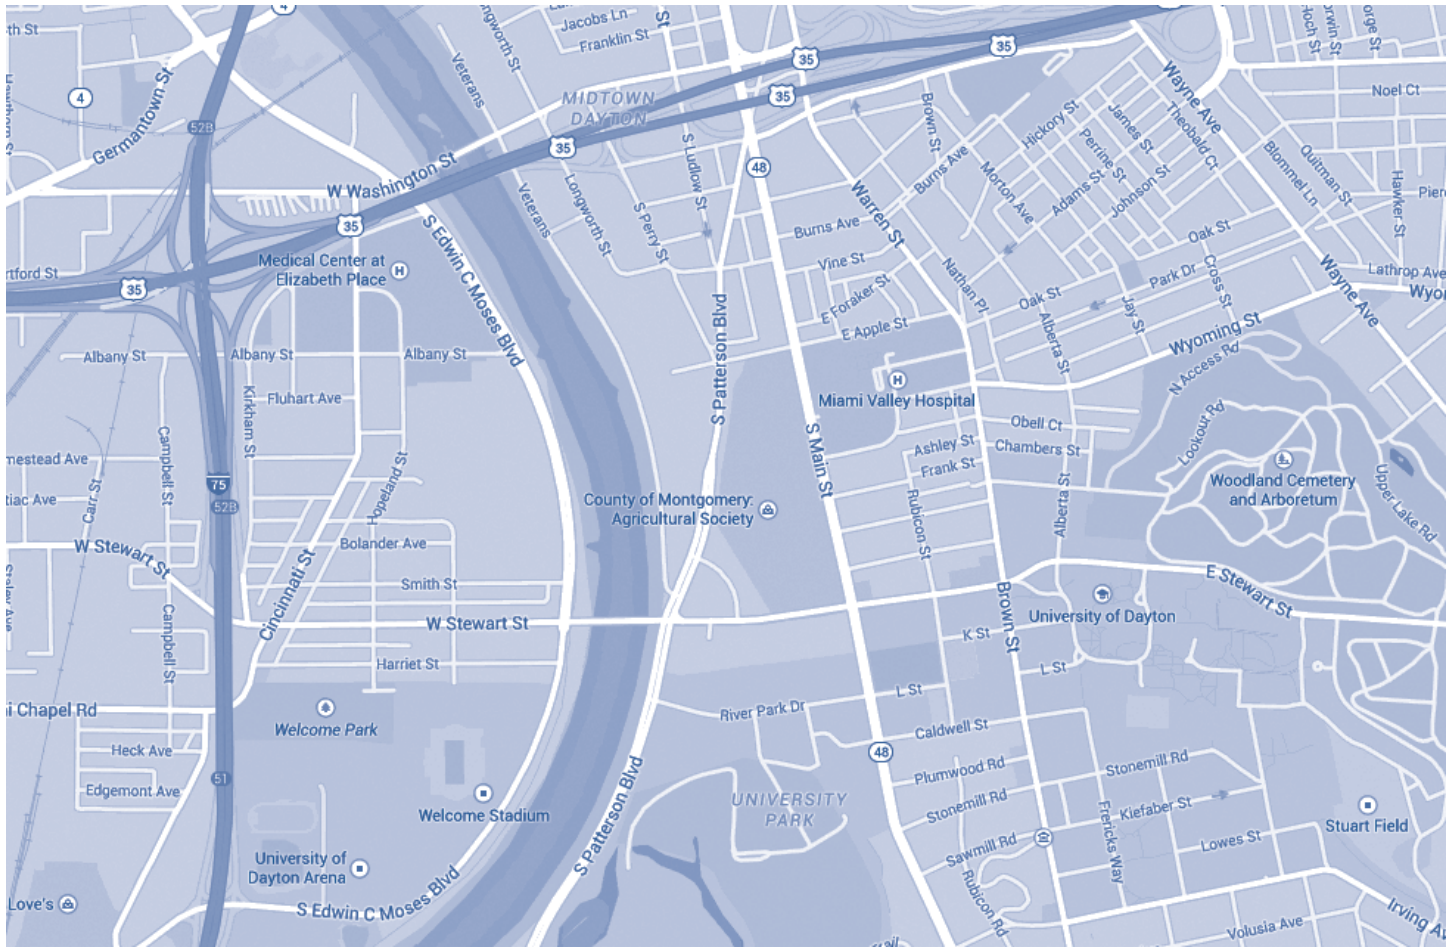 4
Longworth St
Jacobs Ln
Franklin St
St
Hoch St
Veterans
35
35
Wayne Ave
4
Germantown St
52B
MIDTOWN
DAYTON
35
Brown St
Hickory St
James St
Theobald Ct
Noel Ct
35
S Ludlow St
48
Burns Ave
Perrine St
Blommel Ln
Quitman St
W Washington St
Veterans
Longworth St
S Perry St
Warren St
Morton Ave
Adams St
Johnson St
Hawker St
35
S Edwin C Moses Blvd
Burns Ave
Oak St
Medical Center at
Elizabeth Place
H
Vine St
Nathan Pl
Park Dr
Cross St
Wayne Ave
Lathrop Ave
35
E Foraker St
Oak St
Jay St
S Patterson Blvd
E Apple St
Alberta St
Wyoming St
Albany St
Albany St
Albany St
N Access Rd
H
Miami Valley Hospital
Kirkham St
Fluhart Ave
Obell Ct
Lookout Rd
S Main St
Ashley St
Chambers St
Campbell St
Frank St
Woodland Cemetery
and Arboretum
75
Carr St
Hopeland St
County of Montgomery:
Agricultural Society
Rubicon St
Alberta St
Upper Lake Rd
52B
W Stewart St
Bolander Ave
Cincinnati St
Smith St
E Stewart St
Staley Ave
Campbell St
W Stewart St
Brown St
University of Dayton
K St
Harriet St
L St
L St
i Chapel Rd
Welcome Park
River Park Dr
Caldwell St
Heck Ave
48
51
Plumwood Rd
Stonemill Rd
Edgemont Ave
S Patterson Blvd
UNIVERSITY
PARK
Stonemill Rd
Kiefaber St
Welcome Stadium
Frericks Way
Stuart Field
Sawmill Rd
Lowes St
University of
Dayton Arena
Rubicon Rd
Love's
S Edwin C Moses Blvd
Irving Av
Volusia Ave